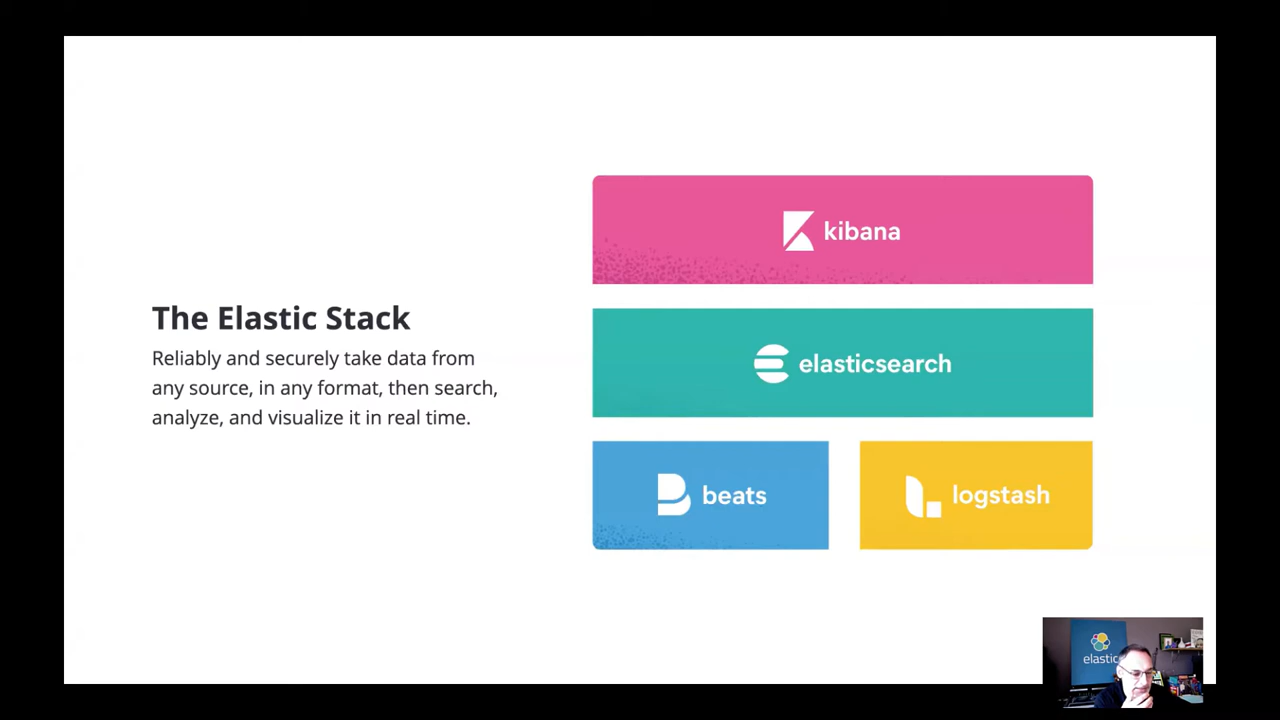 The Elastic Stack
Reliably and securely take data from
any source, in any format, then search,
analyze, and visualize it in real time.
kibana
elasticsearch
beats
logstash
elastic